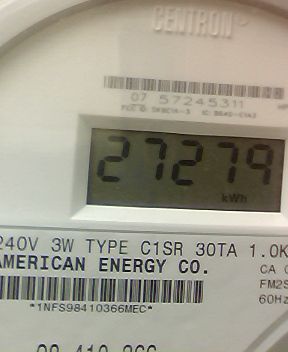 CENTRON
07 57245311
27279
kWh
240V 3W TYPE C1SR 30TA 1.0K
AMERICAN ENERGY CO.
CA
FM2S
60Hz
*1NFS98410366MEC*